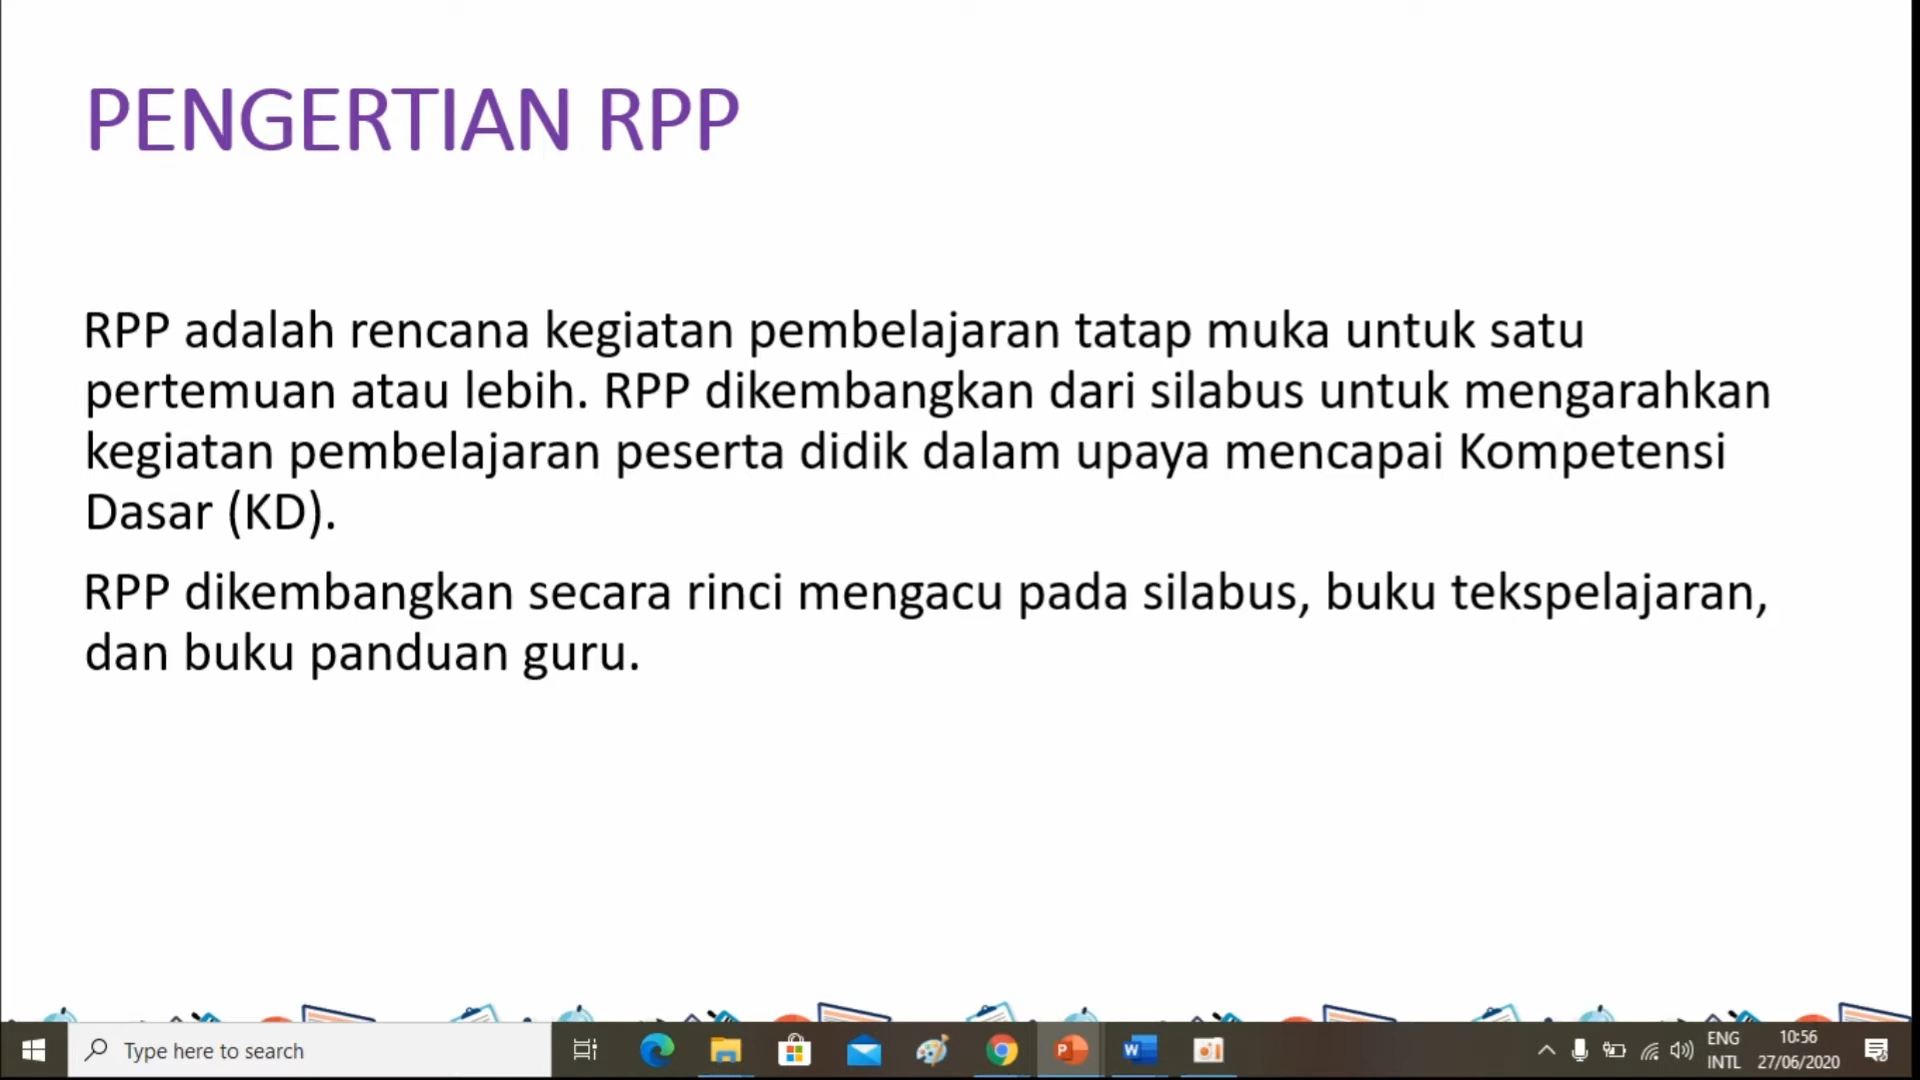 PENGERTIAN RPP
RPP adalah rencana kegiatan pembelajaran tatap muka untuk satu
pertemuan atau lebih. RPP dikembangkan dari silabus untuk mengarahkan
kegiatan pembelajaran peserta didik dalam upaya mencapai Kompetensi
Dasar (KD).
RPP dikembangkan secara rinci mengacu pada silabus, buku tekspelajaran,
dan buku panduan guru.
Type here to search
ENG
INTL
10:56
27/06/2020